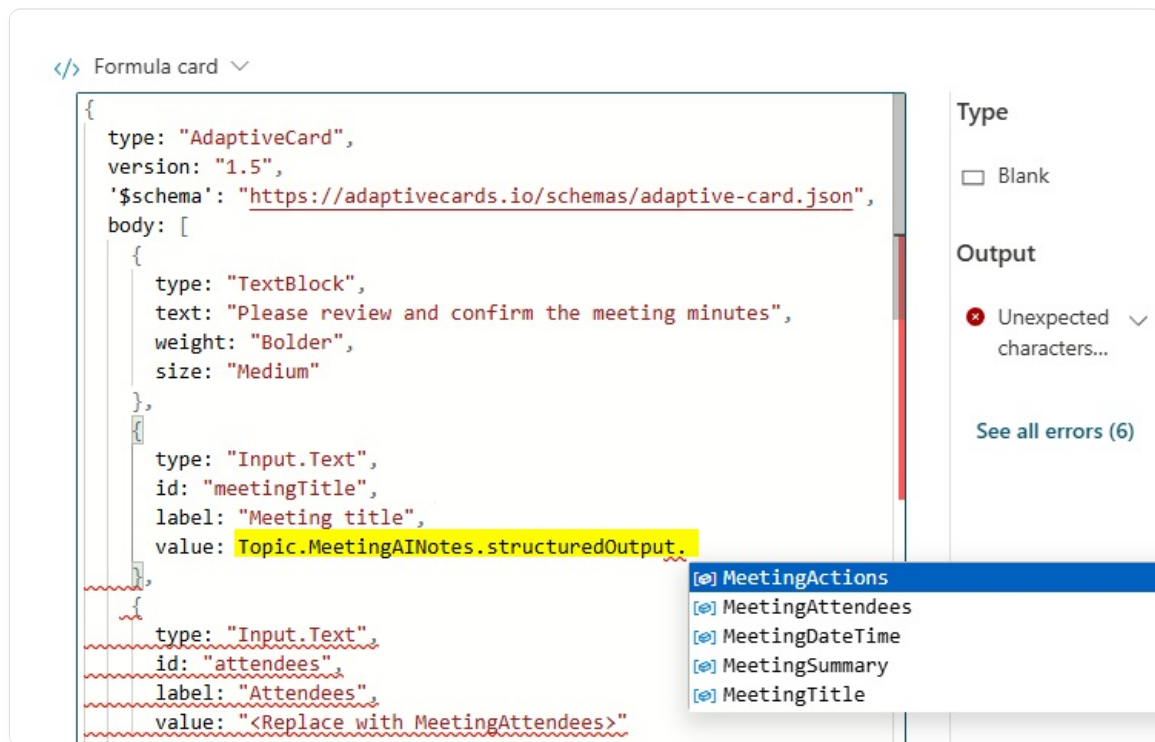 </> Formula card
{
type: "AdaptiveCard",
version: "1.5",
'$schema': "https://adaptivecards.io/schemas/adaptive-card.json",
body: [
{
type: "TextBlock",
text: "Please review and confirm the meeting minutes",
weight: "Bolder",
size: "Medium"
},
{
type: "Input.Text",
id: "meetingTitle",
label: "Meeting title",
value: Topic.MeetingAINotes.structuredOutput.
},
{
type: "Input.Text",
id: "attendees",
label: "Attendees",
value: "<Replace with MeetingAttendees>"
MeetingActions
MeetingAttendees
MeetingDateTime
MeetingSummary
MeetingTitle
Type
Blank
Output
Unexpected
characters...
See all errors (6)